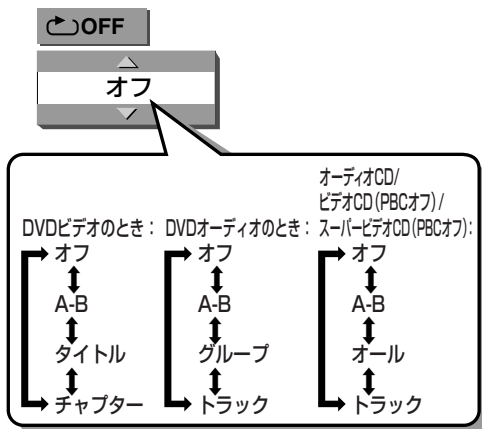 OFF
オフ
DVDビデオのとき：
オフ
A-B
タイトル
チャプター
DVDオーディオのとき：
オフ
A-B
グループ
トラック
オーディオCD/
ビデオCD(PBCオフ)/
スーパービデオCD(PBCオフ)：
オフ
A-B
オール
トラック